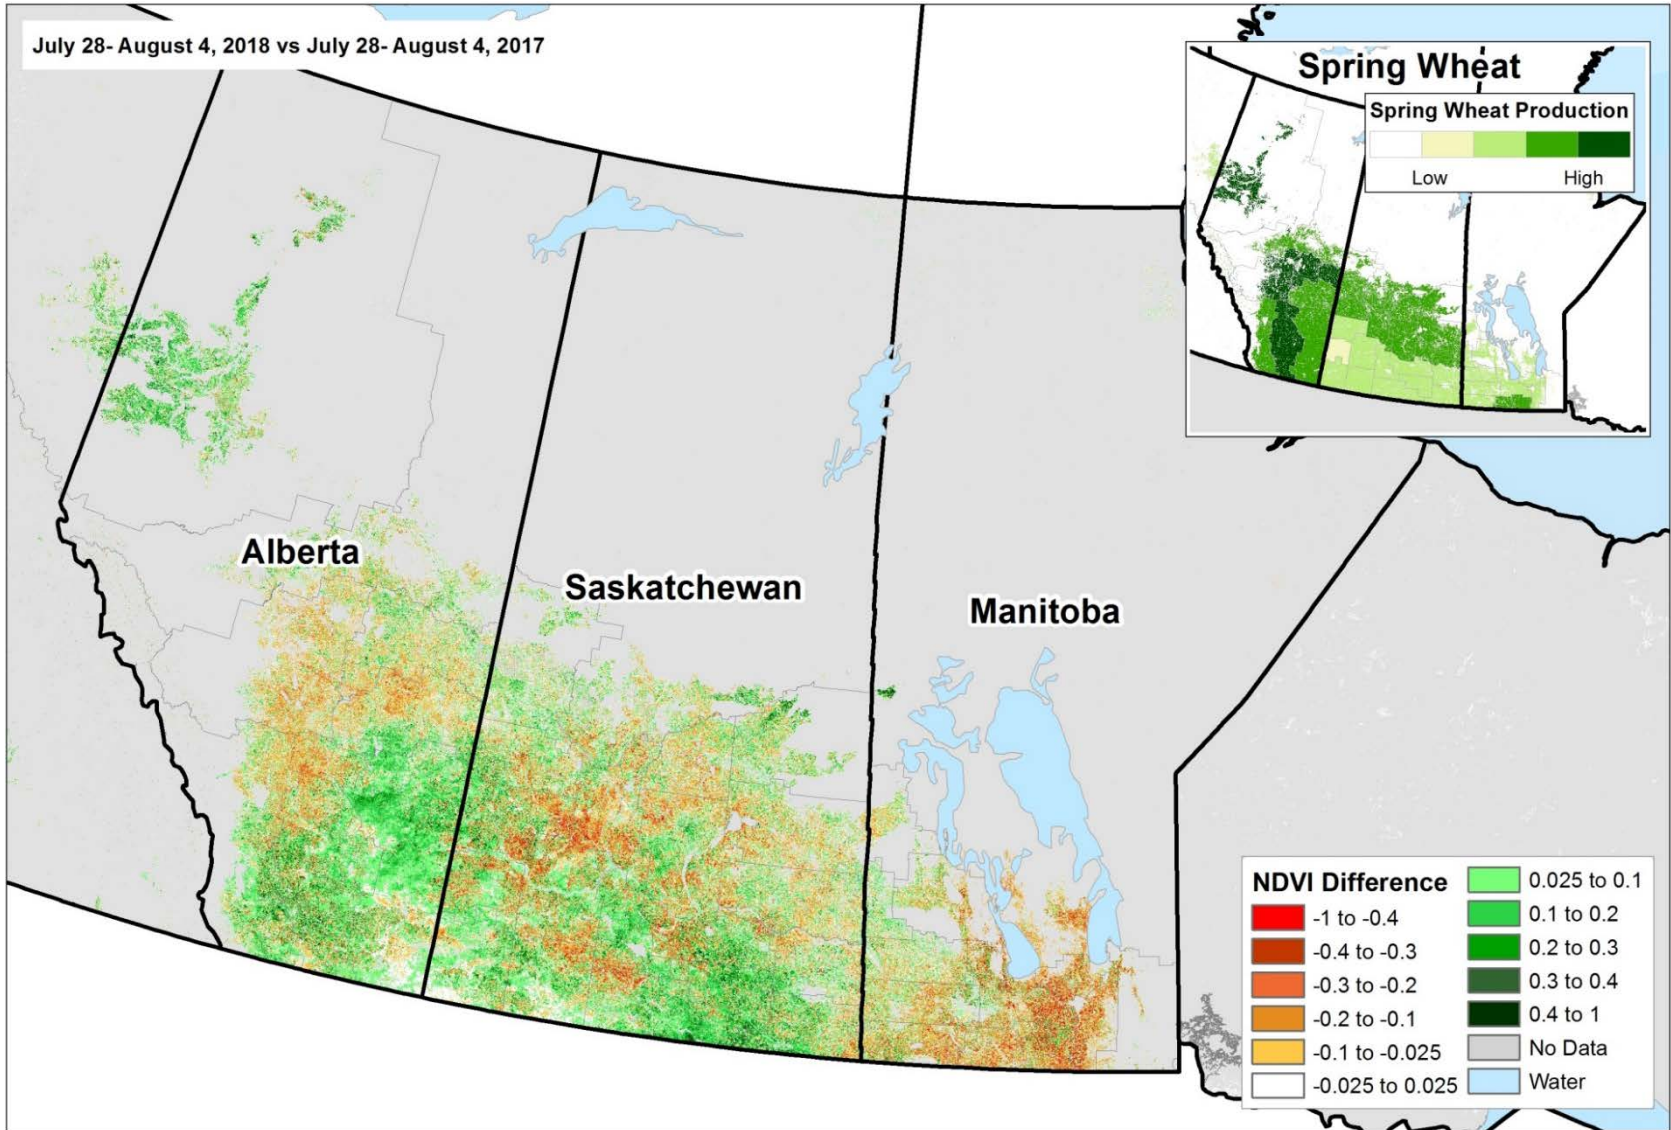 July 28- August 4, 2018 vs July 28- August 4, 2017
Spring Wheat
Spring Wheat Production
Low High
Alberta
Saskatchewan
Manitoba
NDVI Difference
-1 to -0.4
-0.4 to -0.3
-0.3 to -0.2
-0.2 to -0.1
-0.1 to -0.025
-0.025 to 0.025
0.025 to 0.1
0.1 to 0.2
0.2 to 0.3
0.3 to 0.4
0.4 to 1
No Data
Water